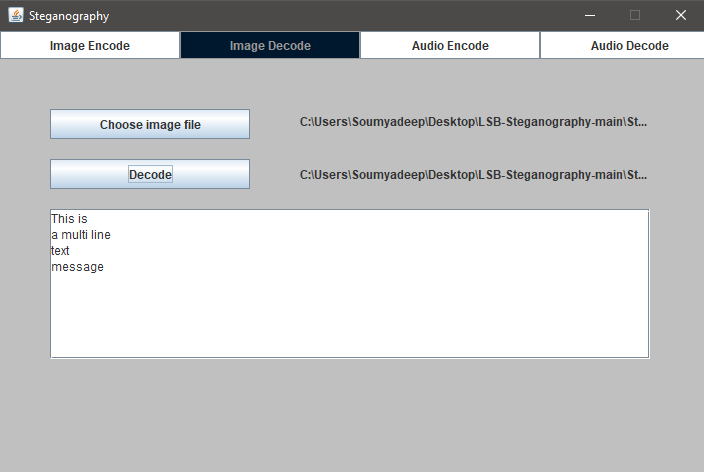 Steganography
Image Encode Image Decode Audio Encode Audio Decode
Choose image file C:\Users\Soumyadeep\Desktop\LSB-Steganography-main\St...
Decode C:\Users\Soumyadeep\Desktop\LSB-Steganography-main\St...
This is
a multi line
text
message